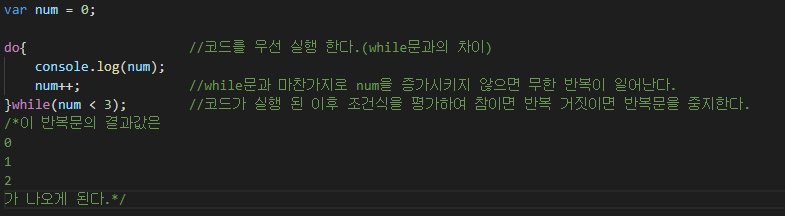 var num = 0;
do{ //코드를 우선 실행 한다.(while문과의 차이)
console.log(num);
num++; //while문과 마찬가지로 num을 증가시키지 않으면 무한 반복이 일어난다.
}while(num < 3); //코드가 실행 된 이후 조건식을 평가하여 참이면 반복 거짓이면 반복문을 중지한다.
/*이 반복문의 결과값은
0
1
2
가 나오게 된다.*/